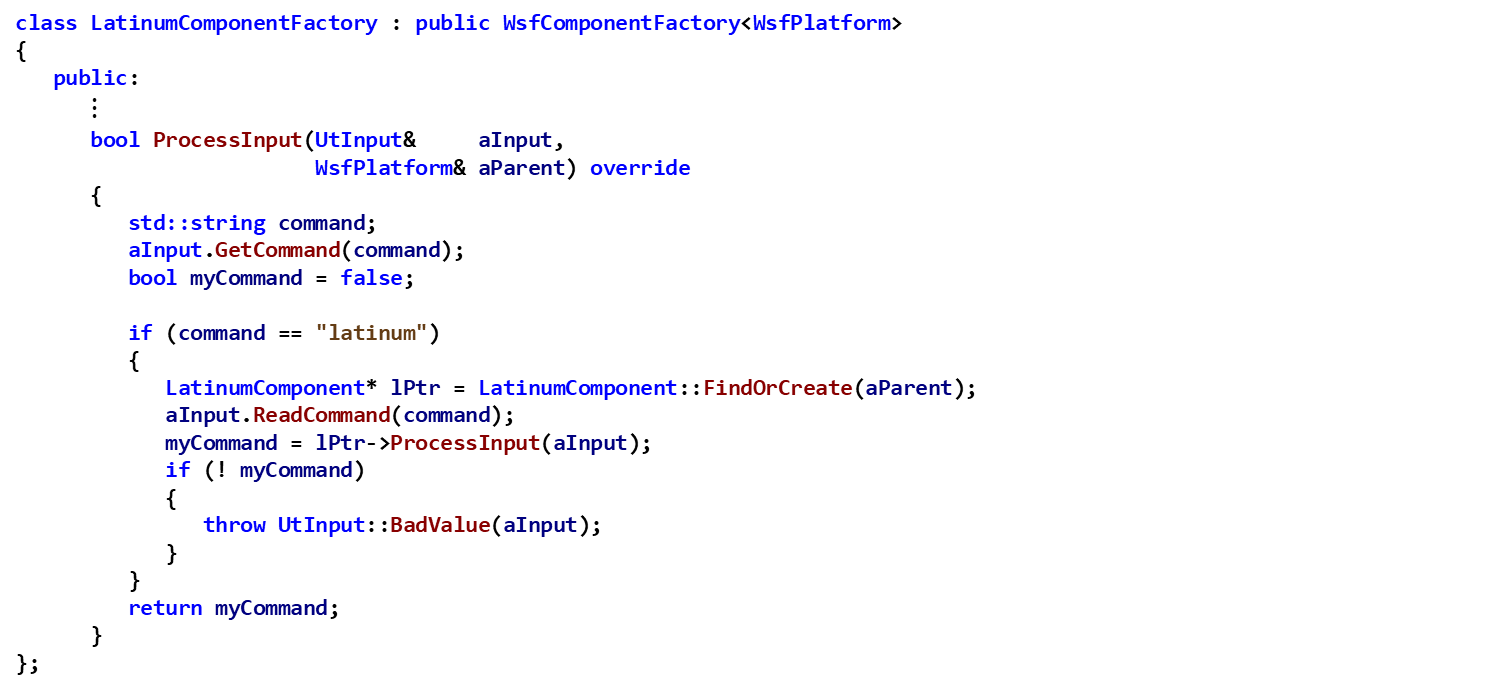 class LatinumComponentFactory : public WsfComponentFactory<WsfPlatform>
{
   public:
      ⋮
      bool ProcessInput(UtInput&     aInput,
                        WsfPlatform& aParent) override
      {
         std::string command;
         aInput.GetCommand(command);
         bool myCommand = false;

         if (command == "latinum")
         {
            LatinumComponent* lPtr = LatinumComponent::FindOrCreate(aParent);
            aInput.ReadCommand(command);
            myCommand = lPtr->ProcessInput(aInput);
            if (! myCommand)
            {
               throw UtInput::BadValue(aInput);
            }
         }
         return myCommand;
      }
};